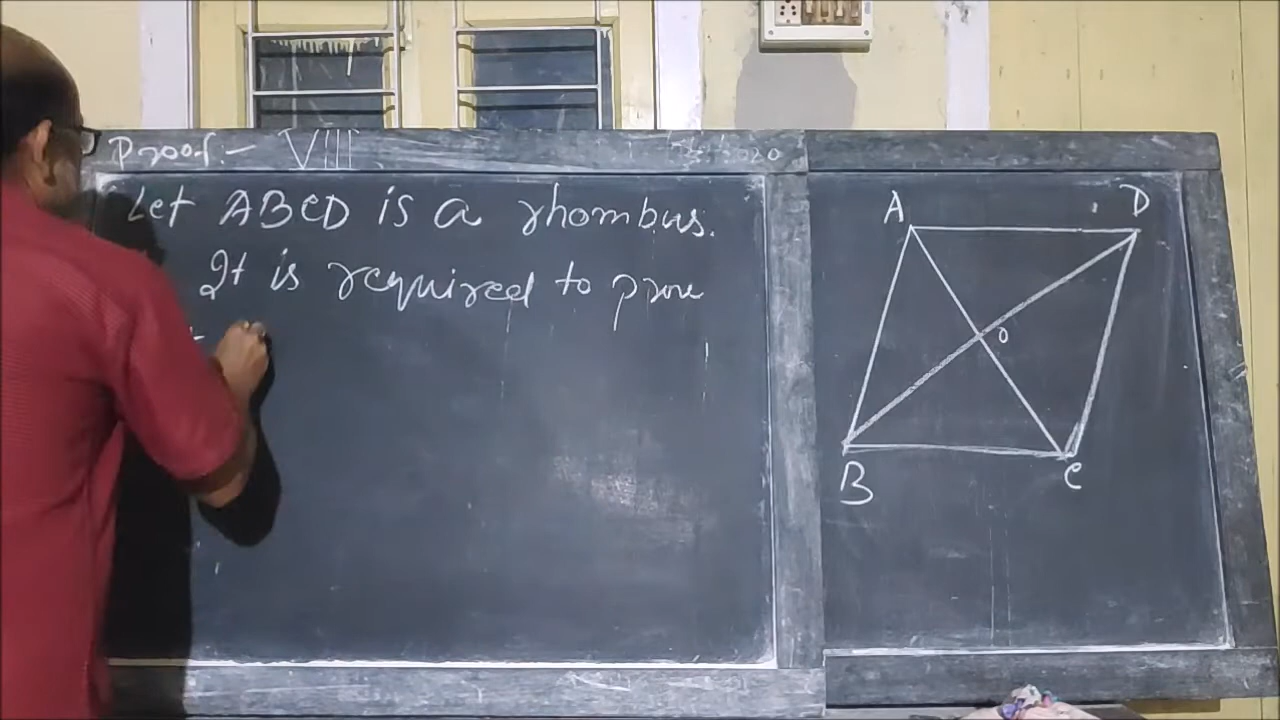 Proof:- VIII
Let ABCD is a rhombus.
It is required to prove
A
D
O
B
C